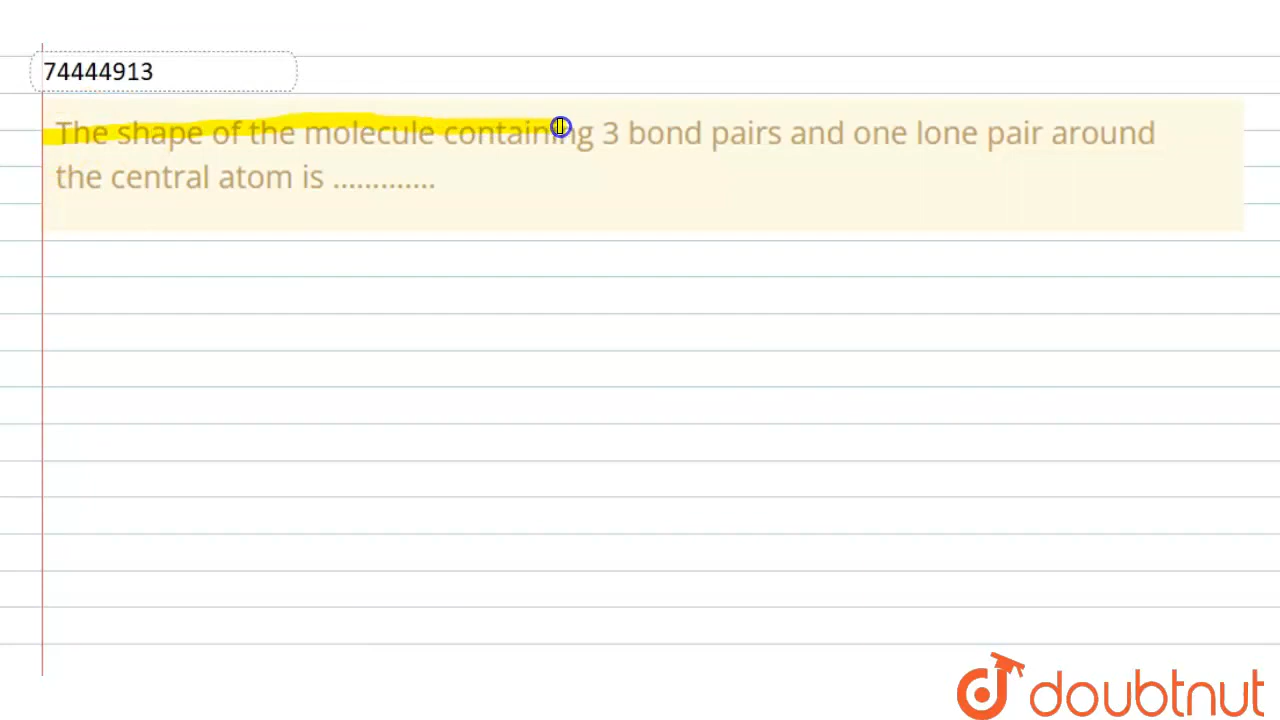 74444913
The shape of the molecule containing 3 bond pairs and one lone pair around
the central atom is .............
doubtnut